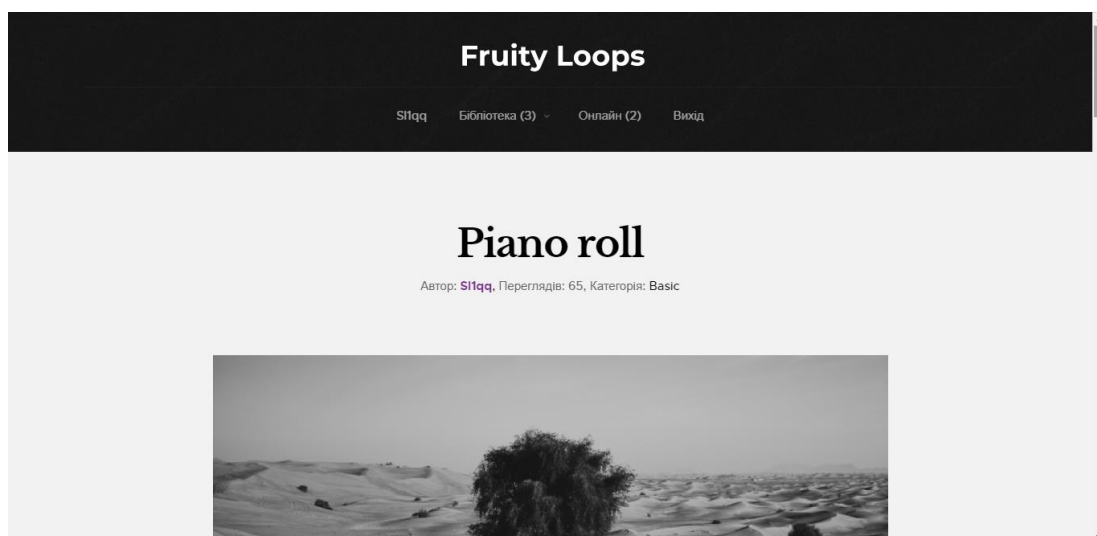 Fruity Loops
Sl1qq Бібліотека (3) Онлайн (2) Вихід
Piano roll
Автор: Sl1qq, Переглядів: 65, Категорія: Basic